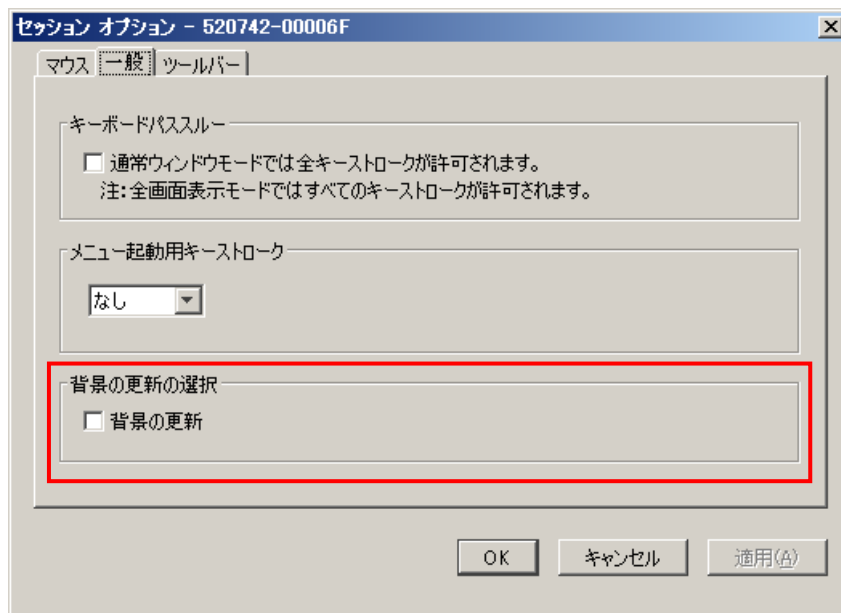 セッション オプション - 520742-00006F
マウス 一般 ツールバー
キーボードパススルー
通常ウィンドウモードでは全キーストロークが許可されます。
注:全画面表示モードではすべてのキーストロークが許可されます。
メニュー起動用キーストローク
なし
背景の更新の選択
背景の更新
OK キャンセル 適用(A)